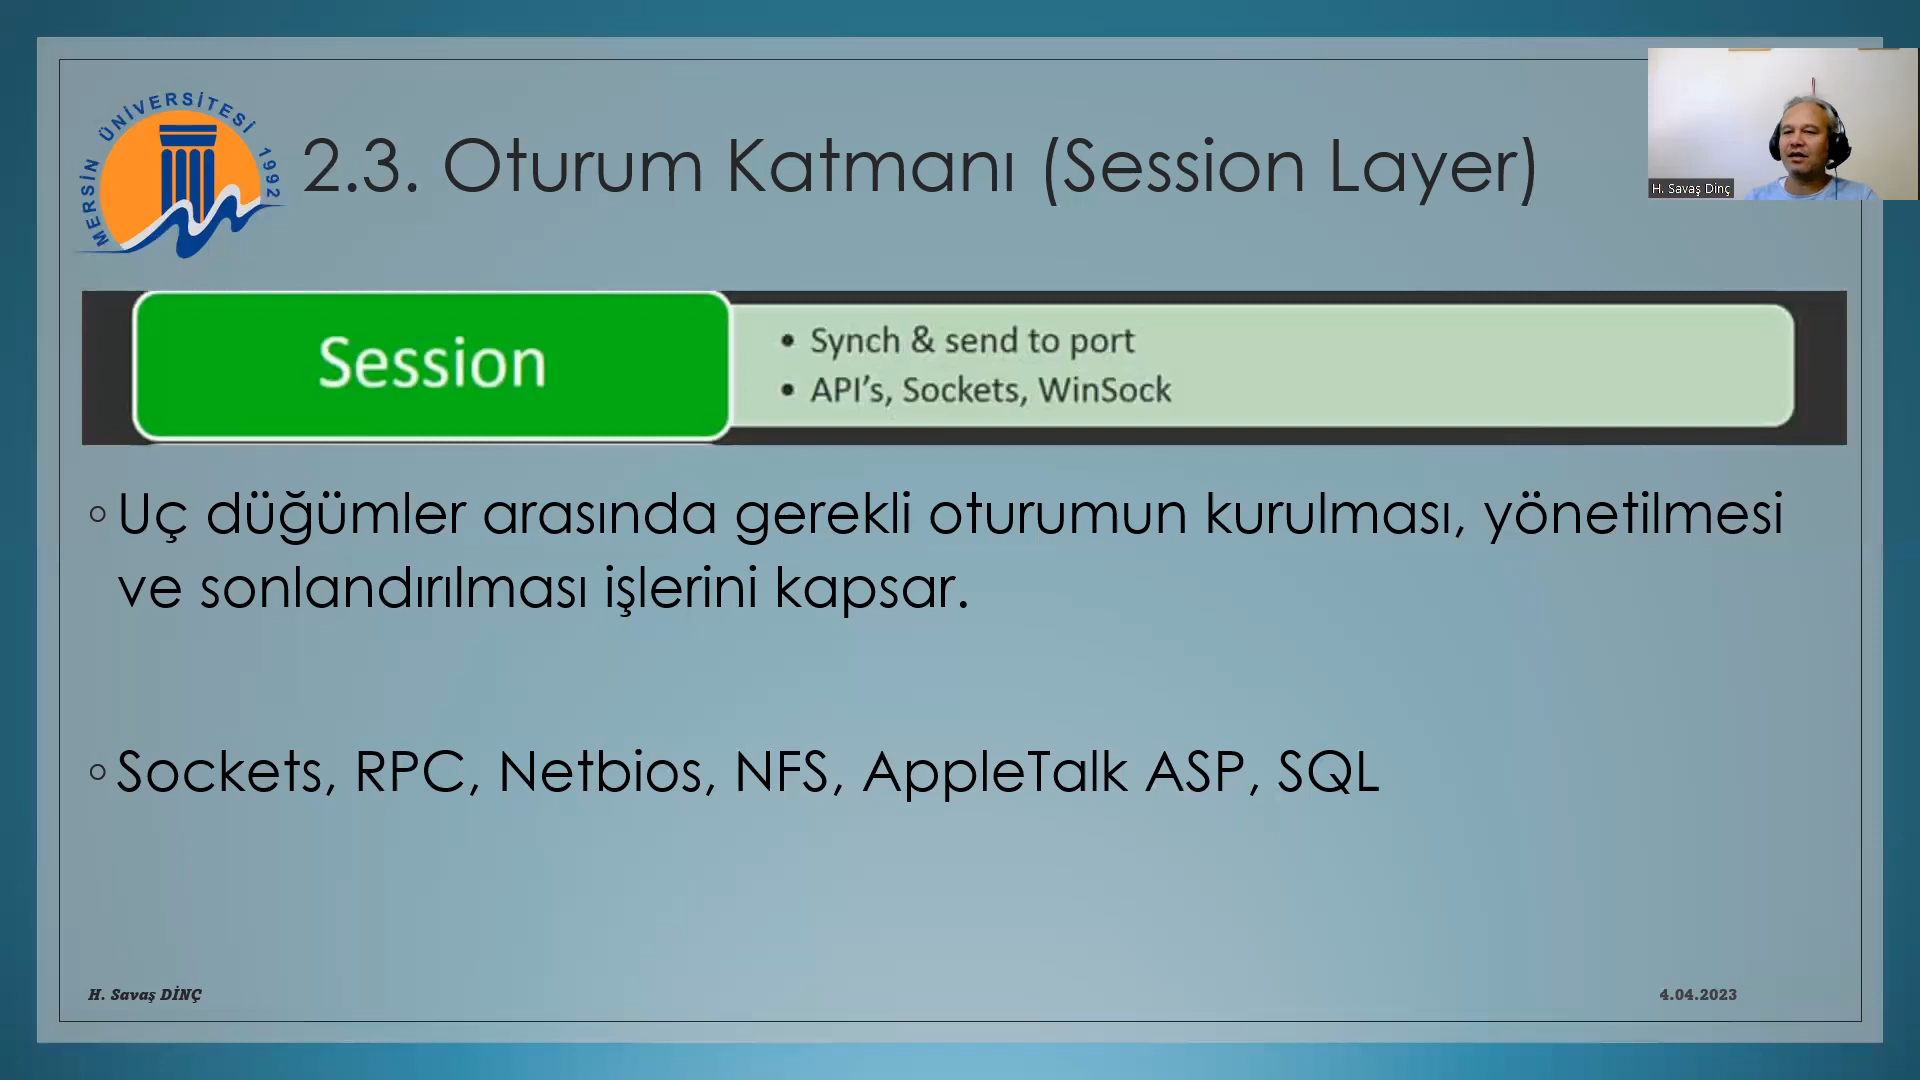 MERSİN ÜNİVERSİTESİ 1992
2.3. Oturum Katmanı (Session Layer)
H. Savaş Dinç
Session
• Synch & send to port
• API’s, Sockets, WinSock
◦ Uç düğümler arasında gerekli oturumun kurulması, yönetilmesi
ve sonlandırılması işlerini kapsar.
◦ Sockets, RPC, Netbios, NFS, AppleTalk ASP, SQL
H. Savaş DİNÇ
4.04.2023